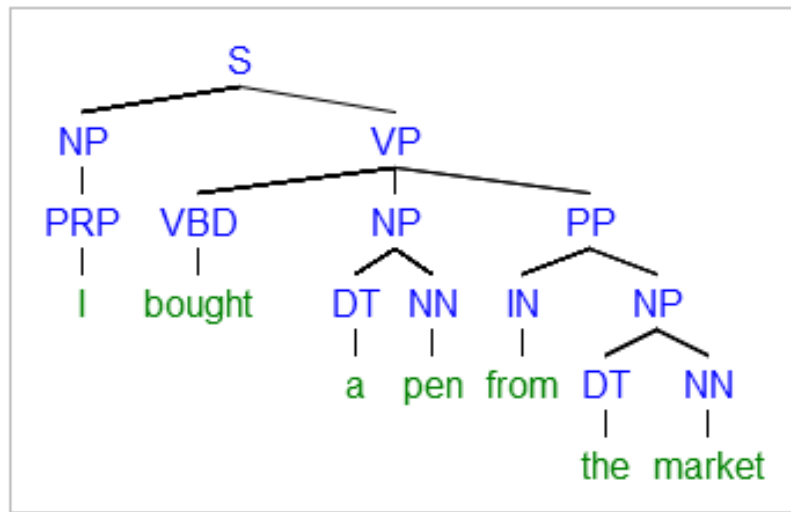 S
NP VP
PRP VBD NP PP
I bought DT NN IN NP
a pen from DT NN
the market